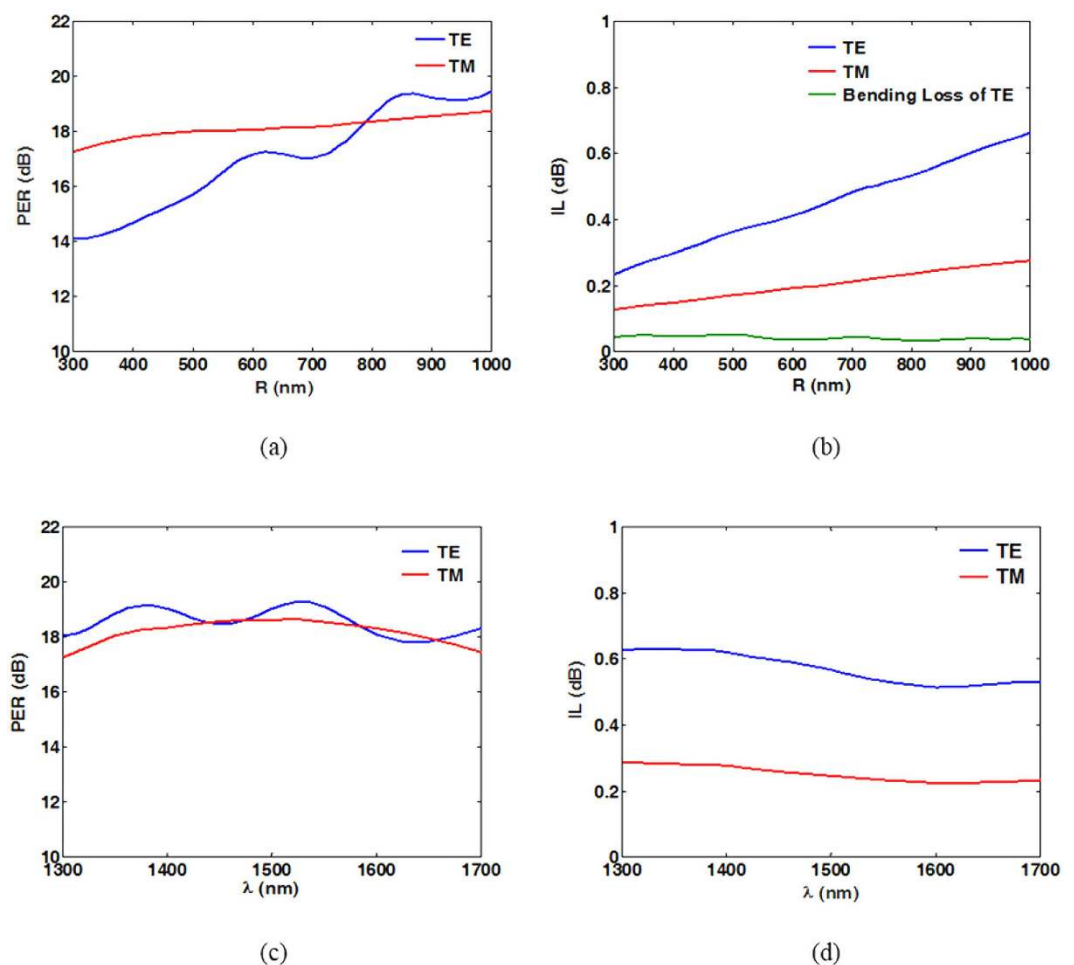 22
20
18
16
14
12
10
PER (dB)
TE
TM
300 400 500 600 700 800 900 1000
R (nm)
(a)
1
0.8
0.6
0.4
0.2
0
IL (dB)
TE
TM
Bending Loss of TE
300 400 500 600 700 800 900 1000
R (nm)
(b)
22
20
18
16
14
12
10
PER (dB)
TE
TM
1300 1400 1500 1600 1700
λ (nm)
(c)
1
0.8
0.6
0.4
0.2
0
IL (dB)
TE
TM
1300 1400 1500 1600 1700
λ (nm)
(d)